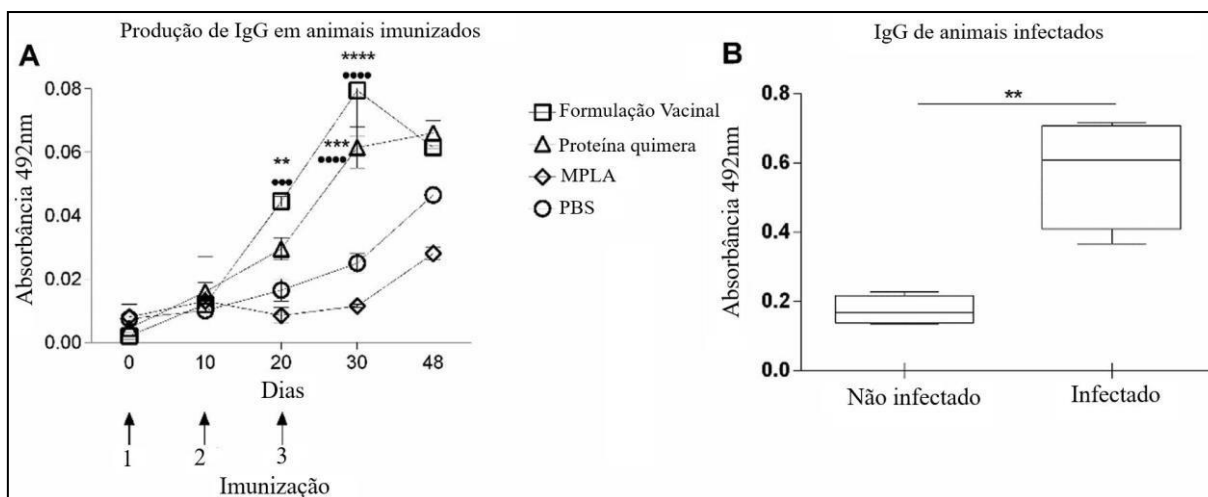 Produção de IgG em animais imunizados
A
Absorbância 492nm
0.08
0.06
0.04
0.02
0.00
****
●●●●
***
●●●●
**
●●●
0 10 20 30 48
Dias
1 2 3
Imunização
Formulação Vacinal
Proteína quimera
MPLA
PBS
IgG de animais infectados
B
Absorbância 492nm
0.8
0.6
0.4
0.2
0.0
**
Não infectado Infectado